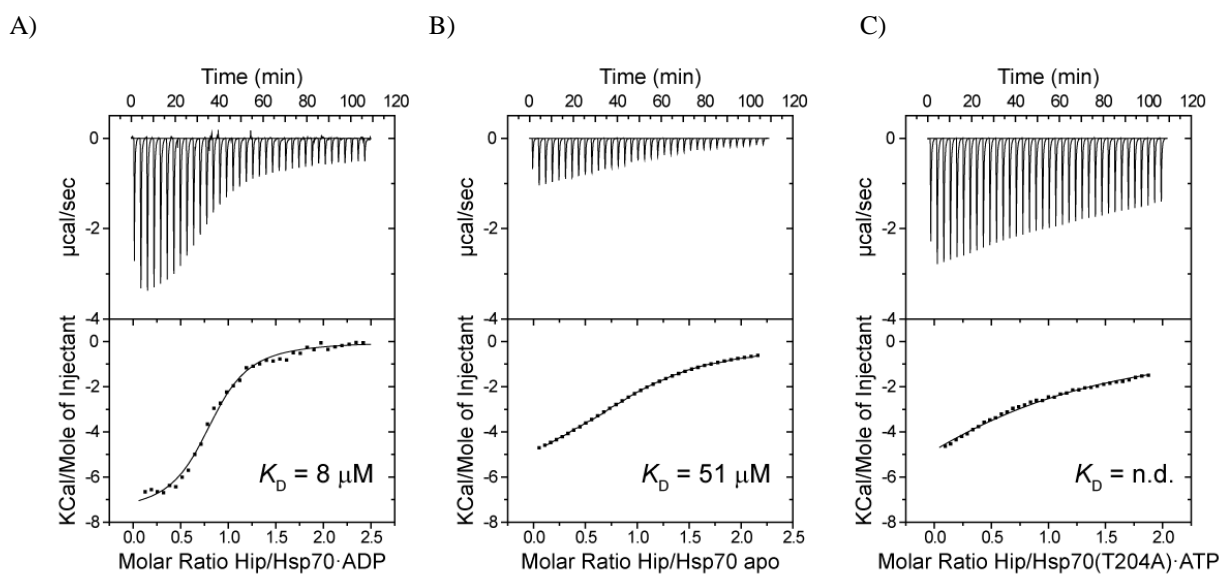 A)
Time (min)
0 20 40 60 80 100 120
0
-2
-4
µcal/sec
0
-2
-4
-6
-8
KCal/Mole of Injectant
K_D = 8 µM
0.0 0.5 1.0 1.5 2.0 2.5
Molar Ratio Hip/Hsp70·ADP
B)
Time (min)
0 20 40 60 80 100 120
0
-2
-4
µcal/sec
0
-2
-4
-6
-8
KCal/Mole of Injectant
K_D = 51 µM
0.0 0.5 1.0 1.5 2.0 2.5
Molar Ratio Hip/Hsp70 apo
C)
Time (min)
0 20 40 60 80 100 120
0
-2
-4
µcal/sec
0
-2
-4
-6
-8
KCal/Mole of Injectant
K_D = n.d.
0.0 0.5 1.0 1.5 2.0
Molar Ratio Hip/Hsp70(T204A)·ATP